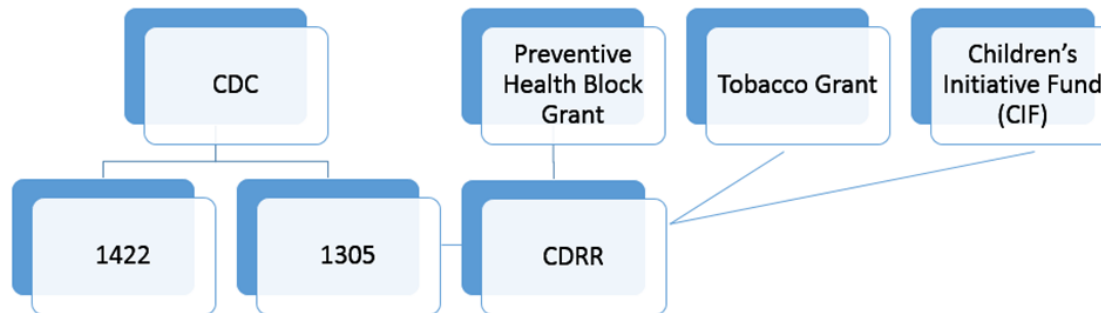 CDC
Preventive
Health Block
Grant
Tobacco Grant
Children's
Initiative Fund
(CIF)
1422
1305
CDRR